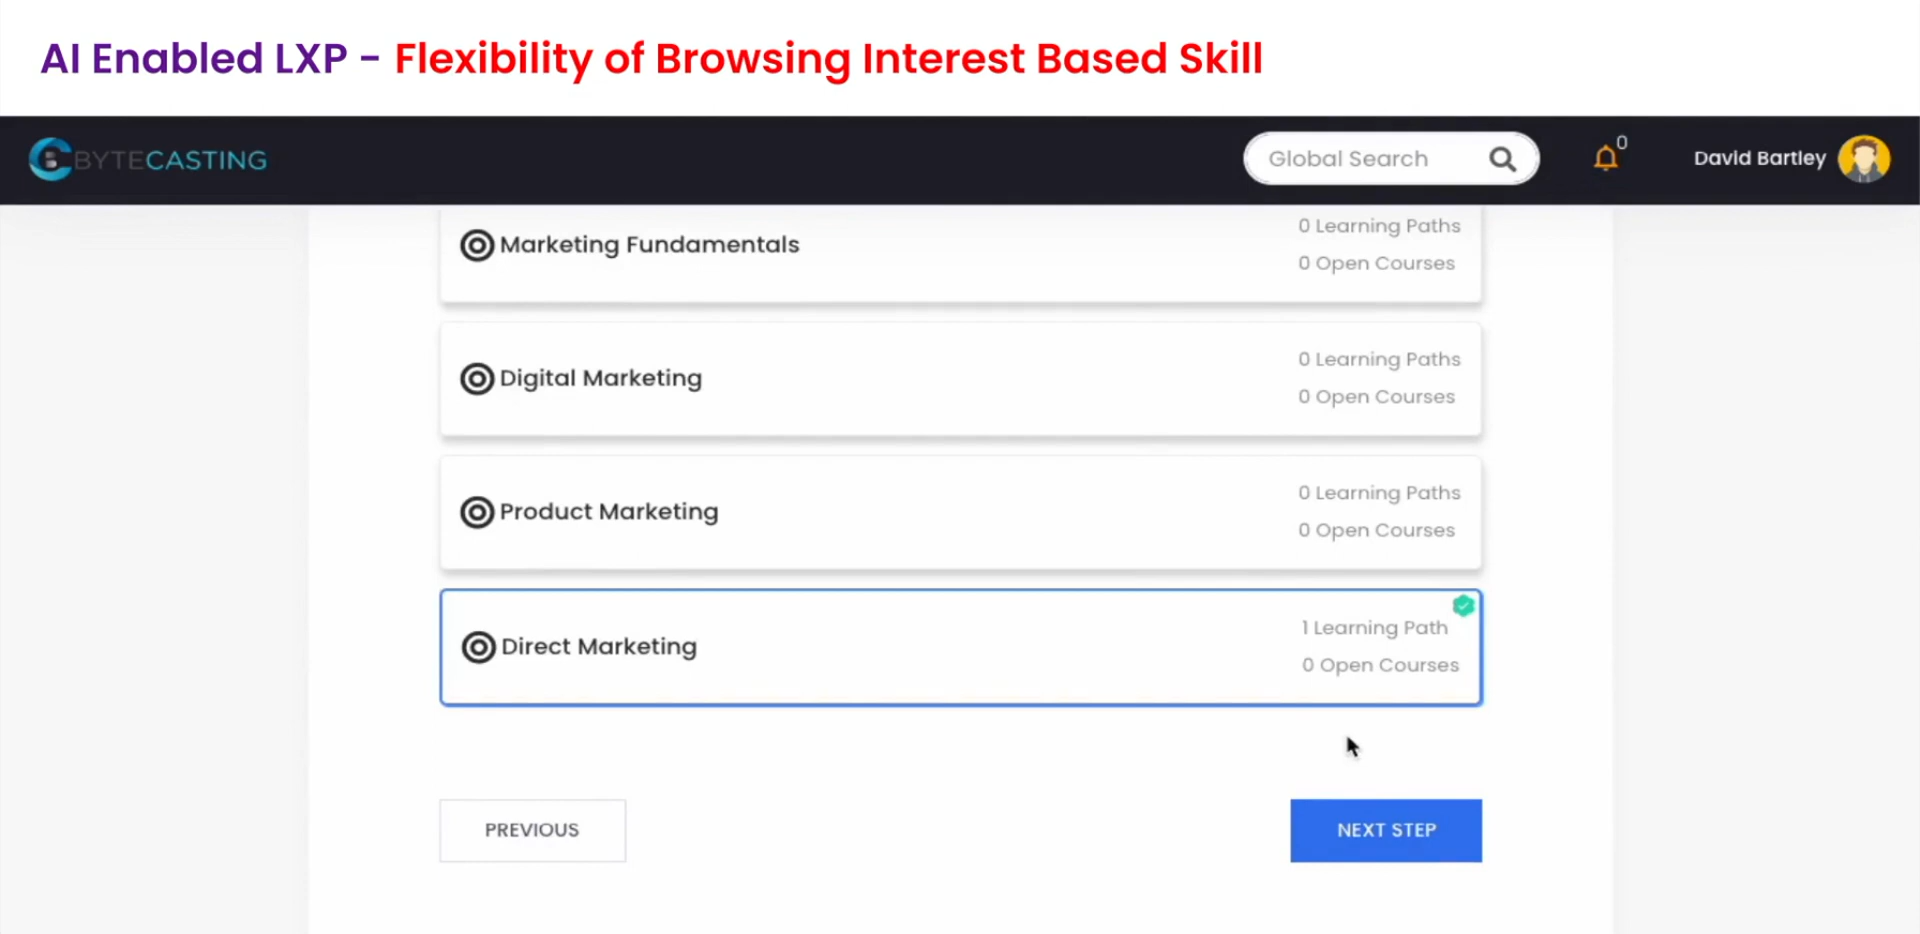 AI Enabled LXP - Flexibility of Browsing Interest Based Skill
BYTECASTING
Global Search
0
David Bartley
Marketing Fundamentals
0 Learning Paths
0 Open Courses
Digital Marketing
0 Learning Paths
0 Open Courses
Product Marketing
0 Learning Paths
0 Open Courses
Direct Marketing
1 Learning Path
0 Open Courses
PREVIOUS
NEXT STEP